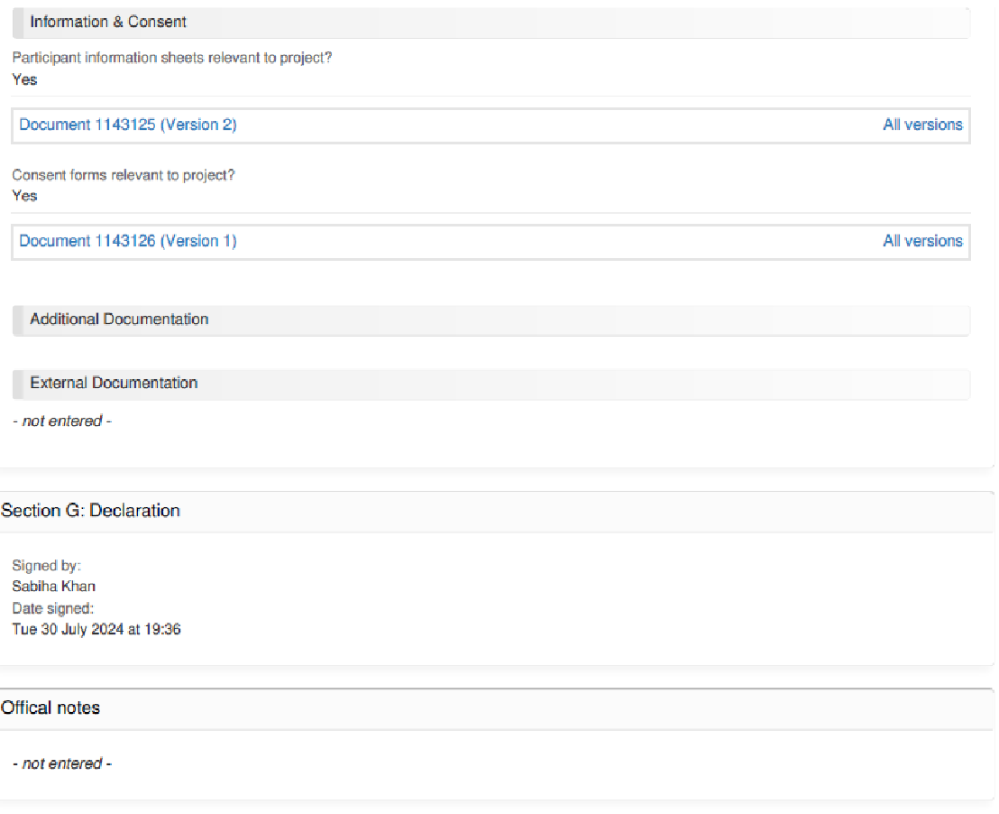 Information & Consent
Participant information sheets relevant to project?
Yes
Document 1143125 (Version 2) All versions
Consent forms relevant to project?
Yes
Document 1143126 (Version 1) All versions
Additional Documentation
External Documentation
- not entered -
Section G: Declaration
Signed by:
Sabiha Khan
Date signed:
Tue 30 July 2024 at 19:36
Offical notes
- not entered -